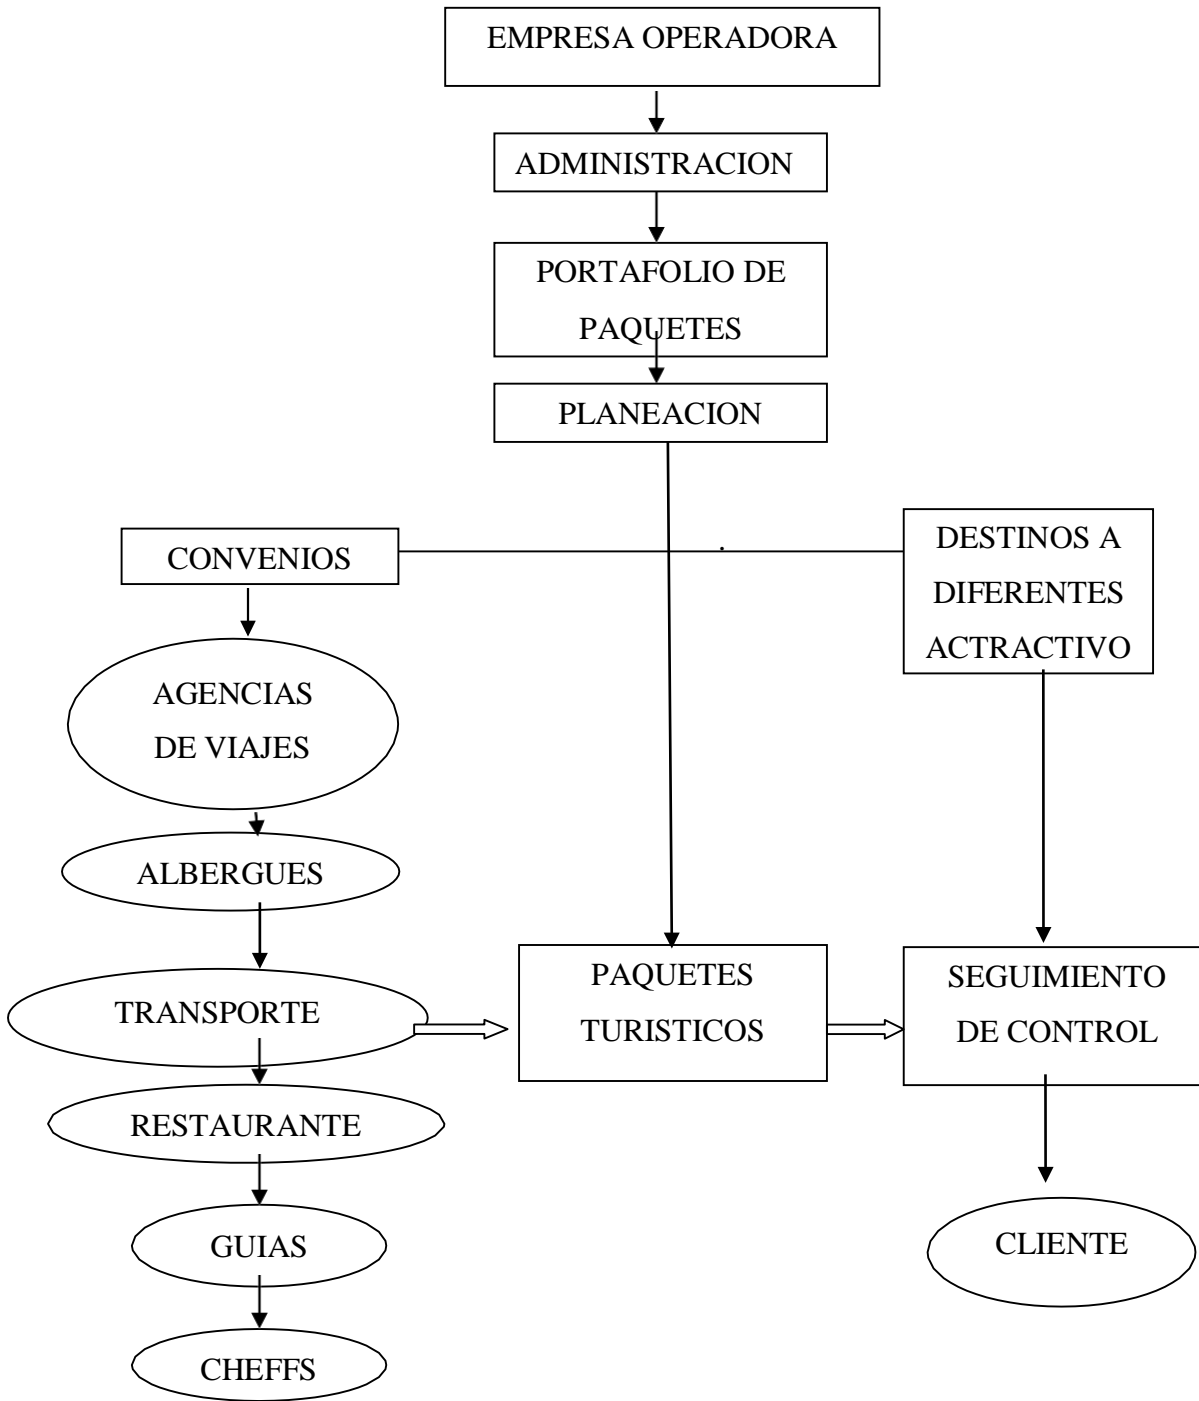 EMPRESA OPERADORA
ADMINISTRACION
PORTAFOLIO DE
PAQUETES
PLANEACION
CONVENIOS
DESTINOS A
DIFERENTES
ACTRACTIVO
AGENCIAS
DE VIAJES
ALBERGUES
TRANSPORTE
PAQUETES
TURISTICOS
SEGUIMIENTO
DE CONTROL
RESTAURANTE
GUIAS
CLIENTE
CHEFFS